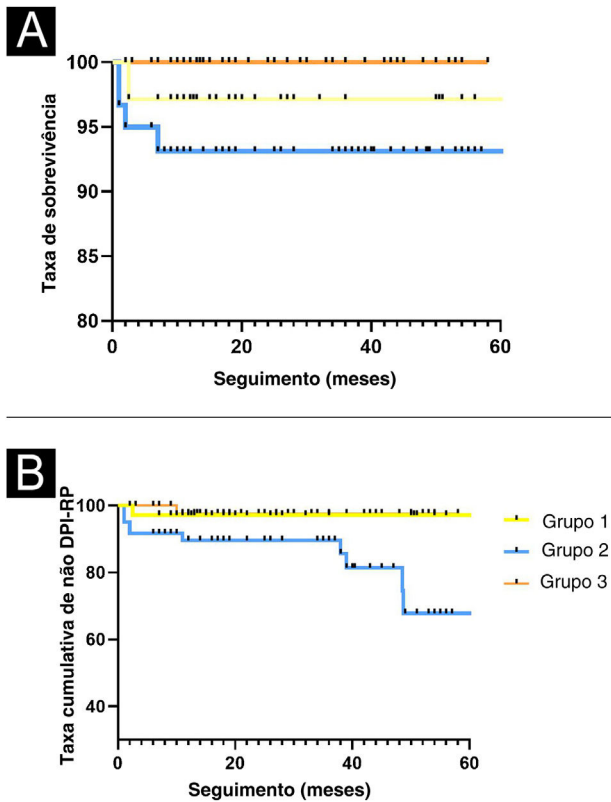 A
Taxa de sobrevivência
100
95
90
85
80
0
20
40
60
Seguimento (meses)
B
Taxa cumulativa de não DPI-RP
100
80
60
40
0
20
40
60
Seguimento (meses)
Grupo 1
Grupo 2
Grupo 3